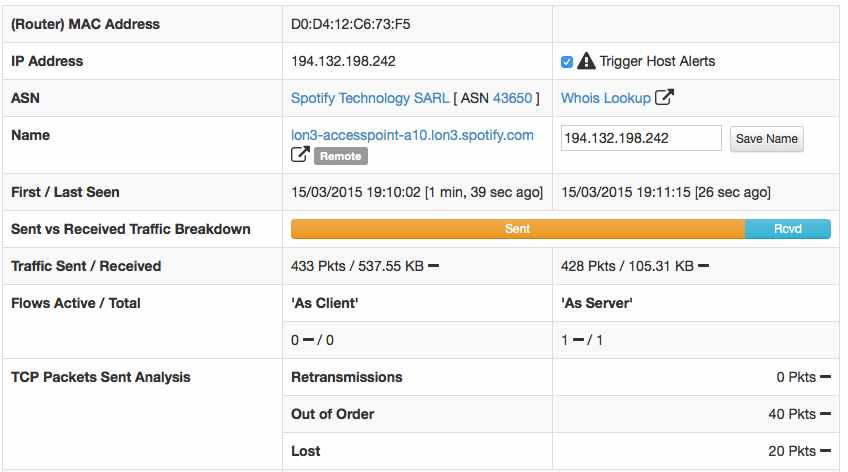 (Router) MAC Address D0:D4:12:C6:73:F5
IP Address 194.132.198.242 Trigger Host Alerts
ASN Spotify Technology SARL [ ASN 43650 ] Whois Lookup
Name lon3-accesspoint-a10.lon3.spotify.com 194.132.198.242 Save Name
Remote
First / Last Seen 15/03/2015 19:10:02 [1 min, 39 sec ago] 15/03/2015 19:11:15 [26 sec ago]
Sent vs Received Traffic Breakdown Sent Rcvd
Traffic Sent / Received 433 Pkts / 537.55 KB 428 Pkts / 105.31 KB
Flows Active / Total 'As Client' 'As Server'
0 – / 0 1 – / 1
TCP Packets Sent Analysis Retransmissions 0 Pkts
Out of Order 40 Pkts
Lost 20 Pkts